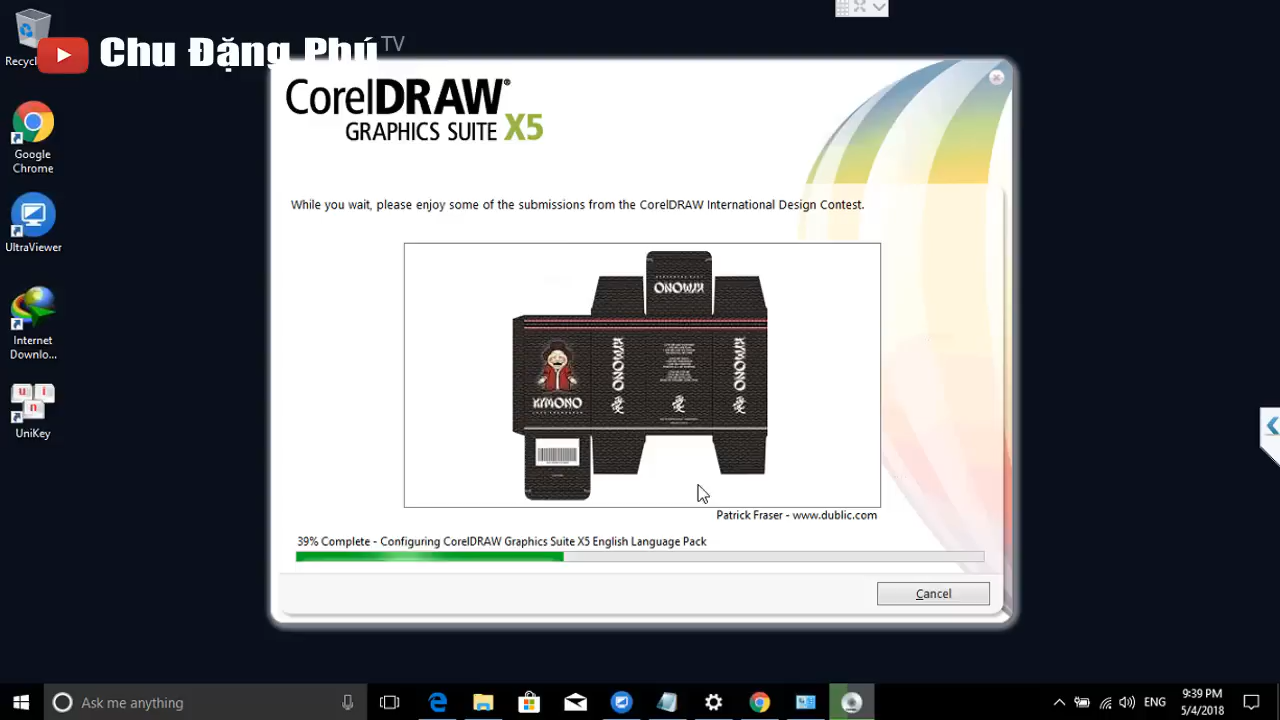 Recycl
Chu Đặng Phú TV
CorelDRAW®
GRAPHICS SUITE X5
Google
Chrome
While you wait, please enjoy some of the submissions from the CorelDRAW International Design Contest.
UltraViewer
KIMONO
Internet
Downlo...
KIMONO
KIMONO
KIMONO
u i
n
UniKey
Patrick Fraser - www.dublic.com
39% Complete - Configuring CorelDRAW Graphics Suite X5 English Language Pack
Cancel
Ask me anything
ENG
9:39 PM
5/4/2018